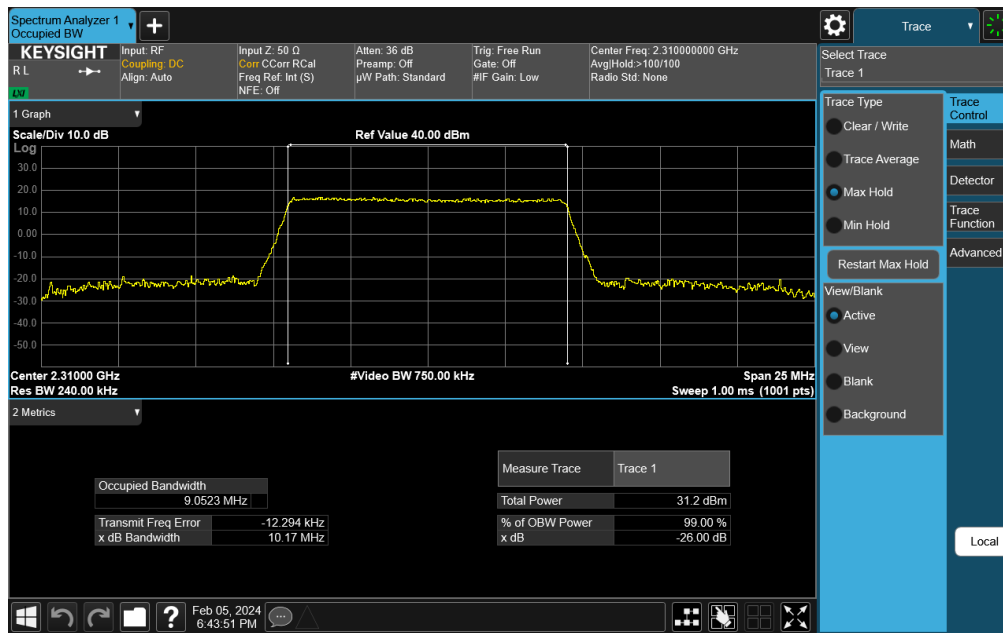 Spectrum Analyzer 1
Occupied BW
Trace
KEYSIGHT
R L
LXI
Input: RF
Coupling: DC
Align: Auto
Input Z: 50 Ω
Corr CCorr RCal
Freq Ref: Int (S)
NFE: Off
Atten: 36 dB
Preamp: Off
µW Path: Standard
Trig: Free Run
Gate: Off
#IF Gain: Low
Center Freq: 2.310000000 GHz
Avg|Hold:>100/100
Radio Std: None
1 Graph
Scale/Div 10.0 dB
Ref Value 40.00 dBm
Log
30.0
20.0
10.0
0.00
-10.0
-20.0
-30.0
-40.0
-50.0
Center 2.31000 GHz
#Video BW 750.00 kHz
Span 25 MHz
Res BW 240.00 kHz
Sweep 1.00 ms (1001 pts)
2 Metrics
Occupied Bandwidth
9.0523 MHz
Transmit Freq Error -12.294 kHz
x dB Bandwidth 10.17 MHz
Measure Trace Trace 1
Total Power 31.2 dBm
% of OBW Power 99.00 %
x dB -26.00 dB
Select Trace
Trace 1
Trace Type
Clear / Write
Trace Average
Max Hold
Min Hold
Restart Max Hold
View/Blank
Active
View
Blank
Background
Trace
Control
Math
Detector
Trace
Function
Advanced
Local
?
Feb 05, 2024
6:43:51 PM